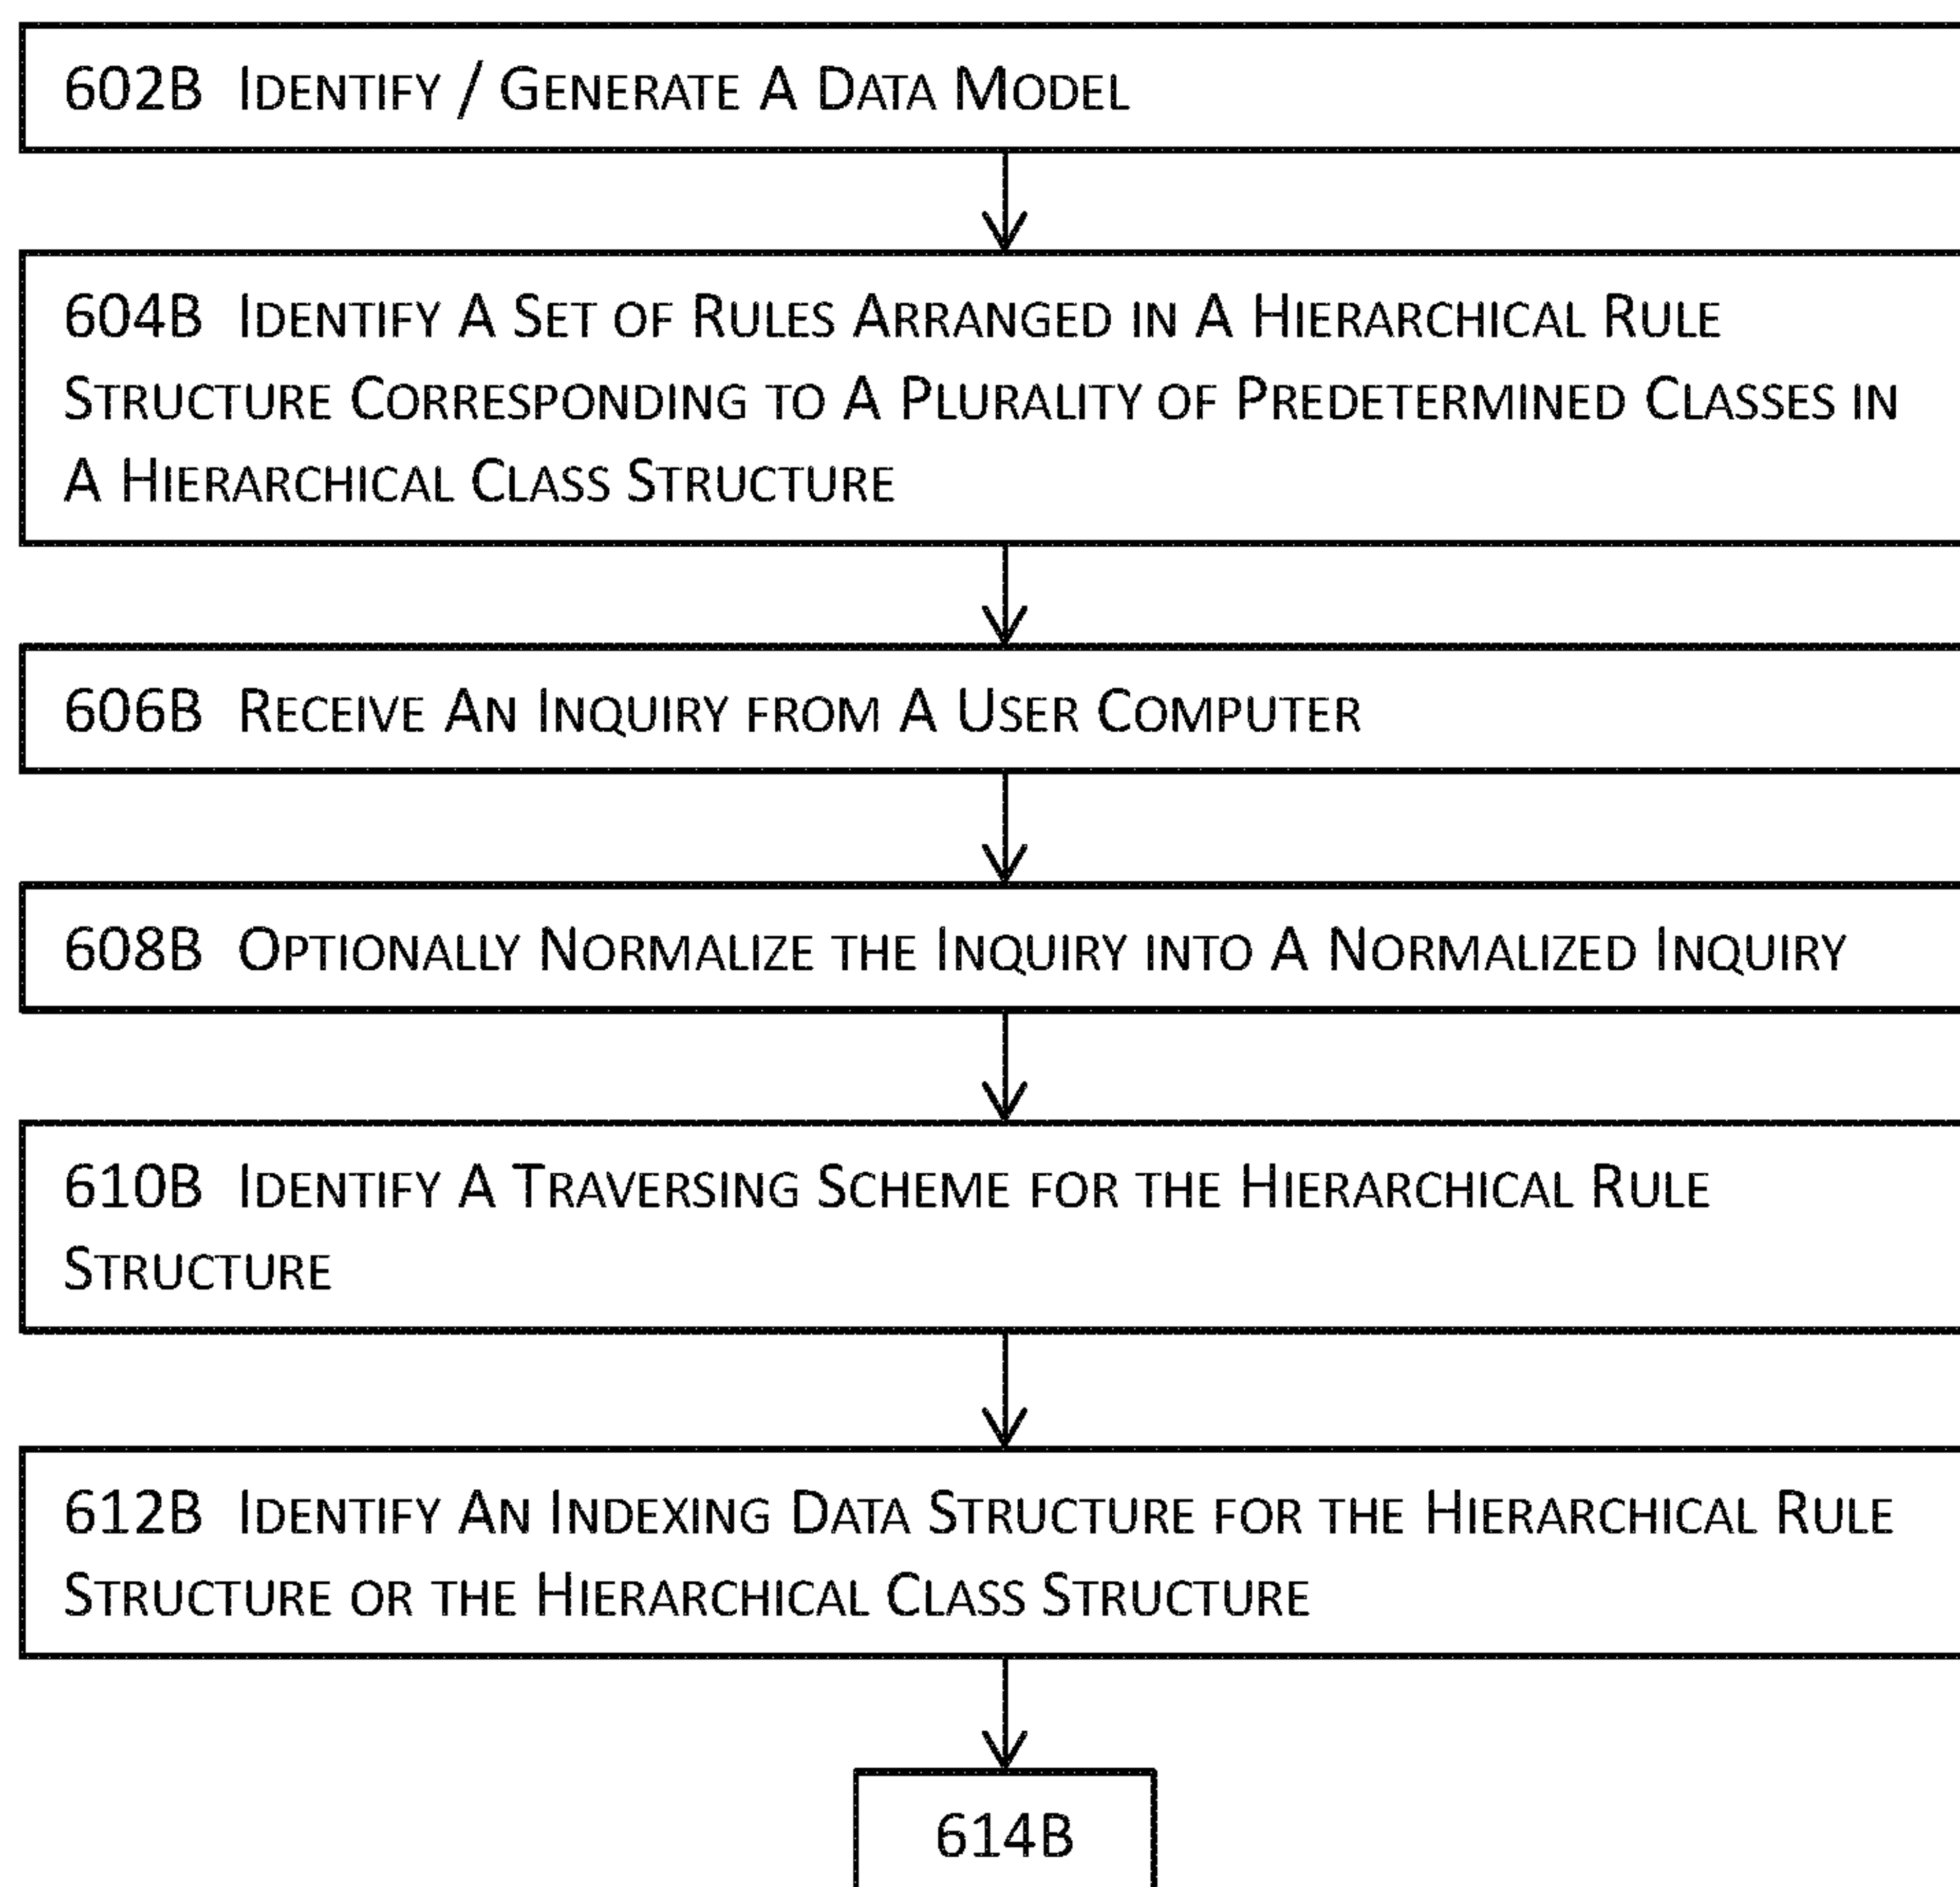 602B Identify / Generate A Data Model
604B Identify A Set of Rules Arranged in A Hierarchical Rule
Structure Corresponding to A Plurality of Predetermined Classes in
A Hierarchical Class Structure
606B Receive An Inquiry from A User Computer
608B Optionally Normalize the Inquiry into A Normalized Inquiry
610B Identify A Traversing Scheme for the Hierarchical Rule
Structure
612B Identify An Indexing Data Structure for the Hierarchical Rule
Structure or the Hierarchical Class Structure
614B